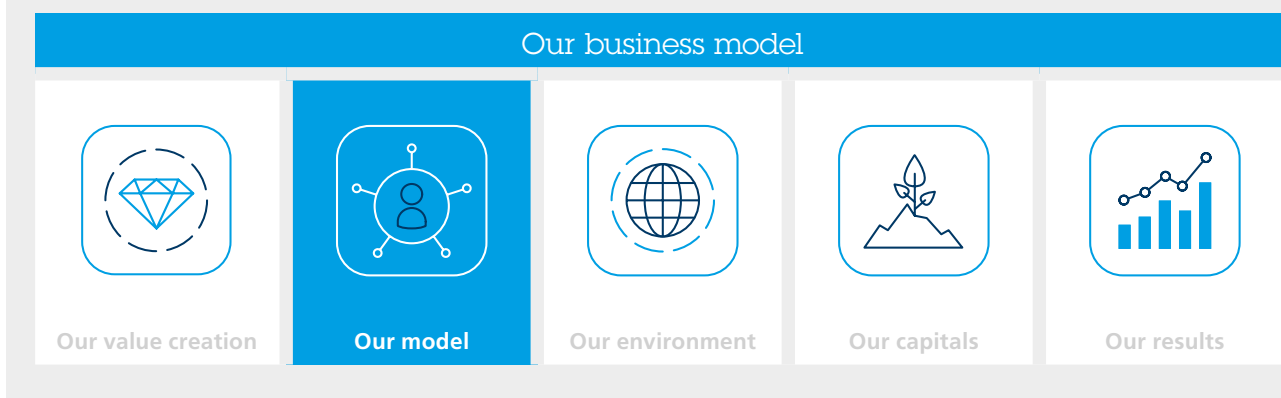 Our business model
Our value creation
Our model
Our environment
Our capitals
Our results